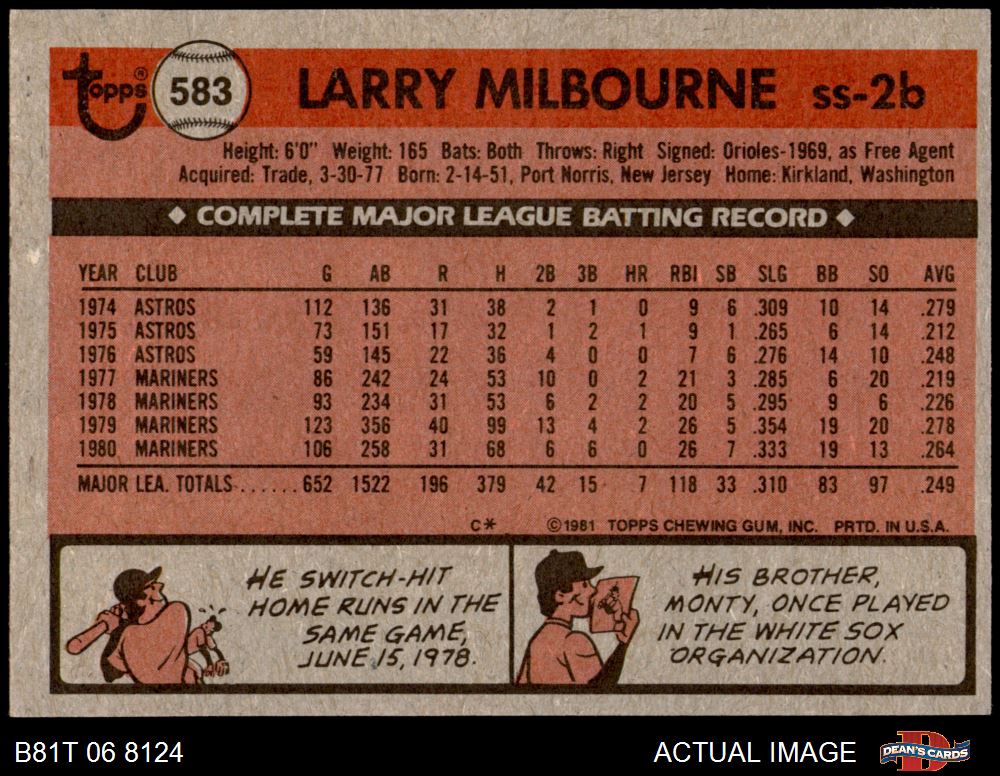 topps® 583 LARRY MILBOURNE ss-2b
Height: 6'0" Weight: 165 Bats: Both Throws: Right Signed: Orioles-1969, as Free Agent
Acquired: Trade, 3-30-77 Born: 2-14-51, Port Norris, New Jersey Home: Kirkland, Washington
◆ COMPLETE MAJOR LEAGUE BATTING RECORD ◆
YEAR CLUB G AB R H 2B 3B HR RBI SB SLG BB SO AVG
1974 ASTROS 112 136 31 38 2 1 0 9 6 .309 10 14 .279
1975 ASTROS 73 151 17 32 1 2 1 9 1 .265 6 14 .212
1976 ASTROS 59 145 22 36 4 0 0 7 6 .276 14 10 .248
1977 MARINERS 86 242 24 53 10 0 2 21 3 .285 6 20 .219
1978 MARINERS 93 234 31 53 6 2 2 20 5 .295 9 6 .226
1979 MARINERS 123 356 40 99 13 4 2 26 5 .354 19 20 .278
1980 MARINERS 106 258 31 68 6 6 0 26 7 .333 19 13 .264
MAJOR LEA. TOTALS......652 1522 196 379 42 15 7 118 33 .310 83 97 .249
C* ©1981 TOPPS CHEWING GUM, INC. PRTD. IN U.S.A.
HE SWITCH-HIT
HOME RUNS IN THE
SAME GAME,
JUNE 15, 1978.
HIS BROTHER,
MONTY, ONCE PLAYED
IN THE WHITE SOX
ORGANIZATION.
B81T 06 8124 ACTUAL IMAGE DEAN'S CARDS